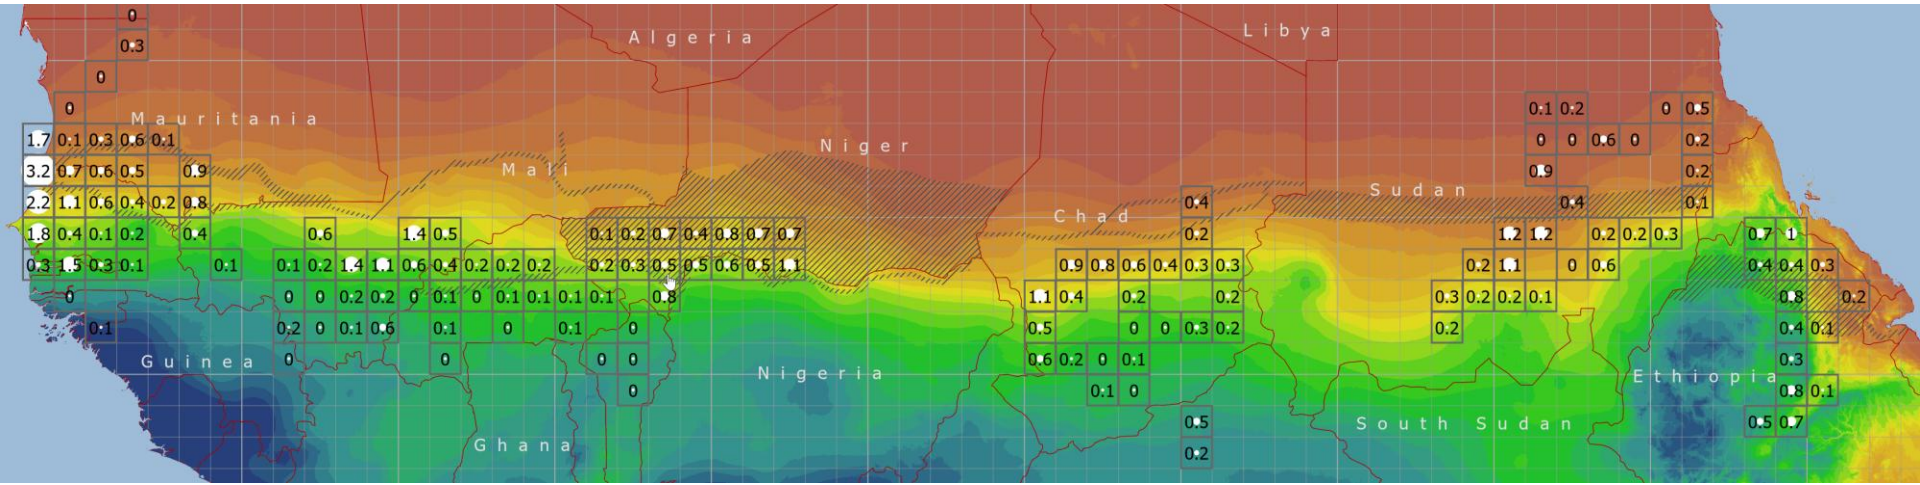 0
Algeria Libya
0.3
0
0 0.1 0.2 0 0.5
Mauritania
1.7 0.1 0.3 0.6 0.1 0 0 0.6 0 0.2
Niger
3.2 0.7 0.6 0.5 0.9 Mali 0.9 0.2
Sudan
2.2 1.1 0.6 0.4 0.2 0.8 0.4 0.4 0.1
Chad
1.8 0.4 0.1 0.2 0.4 0.6 1.4 0.5 0.1 0.2 0.7 0.4 0.8 0.7 0.7 0.2 1.2 1.2 0.2 0.2 0.3 0.7 1
0.3 1.5 0.3 0.1 0.1 0.1 0.2 1.4 1.1 0.6 0.4 0.2 0.2 0.2 0.2 0.3 0.5 0.5 0.6 0.5 1.1 0.9 0.8 0.6 0.4 0.3 0.3 0.2 1.1 0 0.6 0.4 0.4 0.3
0 0 0 0.2 0.2 0 0.1 0 0.1 0.1 0.1 0.1 0.8 1.1 0.4 0.2 0.2 0.3 0.2 0.2 0.1 0.8 0.2
0.1 0.2 0 0.1 0.6 0.1 0 0.1 0 0.5 0 0 0.3 0.2 0.2 0.4 0.1
Guinea 0 0 0 0 0.6 0.2 0 0.1 0.3
Nigeria Ethiopia
0 0.1 0 0.8 0.1
0.5 South Sudan 0.5 0.7
Ghana
0.2